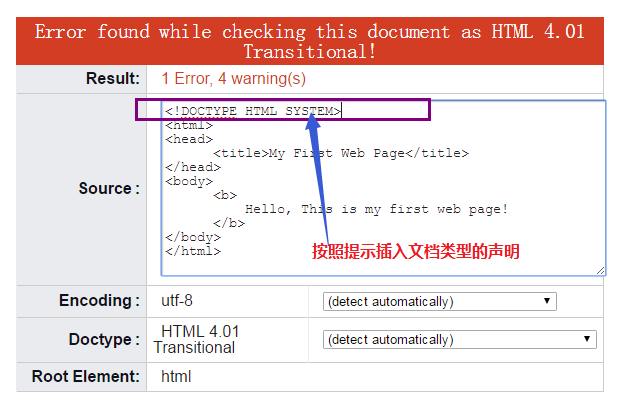 Error found while checking this document as HTML 4.01
Transitional!
Result: 1 Error, 4 warning(s)
Source :
<!DOCTYPE HTML SYSTEM>
<html>
<head>
<title>My First Web Page</title>
</head>
<body>
<b>
Hello, This is my first web page!
</b>
</body>
</html>
按照提示插入文档类型的声明
Encoding : utf-8 (detect automatically)
Doctype : HTML 4.01
Transitional (detect automatically)
Root Element: html